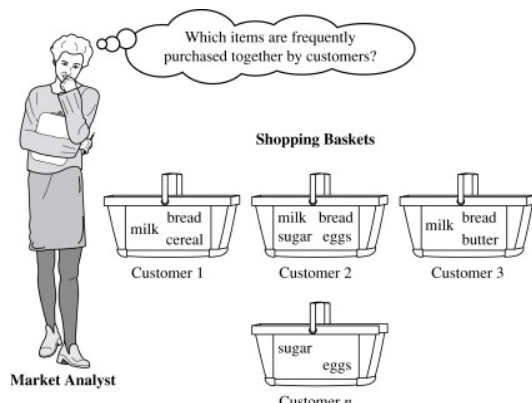 Which items are frequently
purchased together by customers?
Shopping Baskets
milk
bread
cereal
milk bread
sugar eggs
milk
bread
butter
Customer 1
Customer 2
Customer 3
sugar
eggs
Market Analyst
Customer n